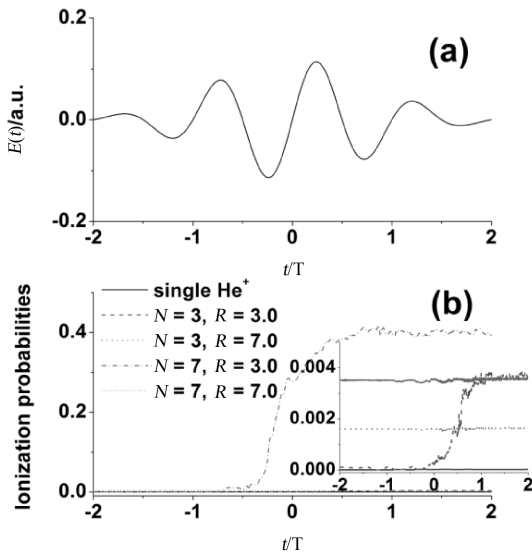 0.2
(a)
E(t)/a.u.
0.0
-0.2
-2 -1 0 1 2
t/T
single He+
N = 3, R = 3.0
N = 3, R = 7.0
N = 7, R = 3.0
N = 7, R = 7.0
(b)
Ionization probabilities
0.4
0.2
0.0
0.004
0.002
0.000
-2 -1 0 1 2
-2 -1 0 1 2
t/T